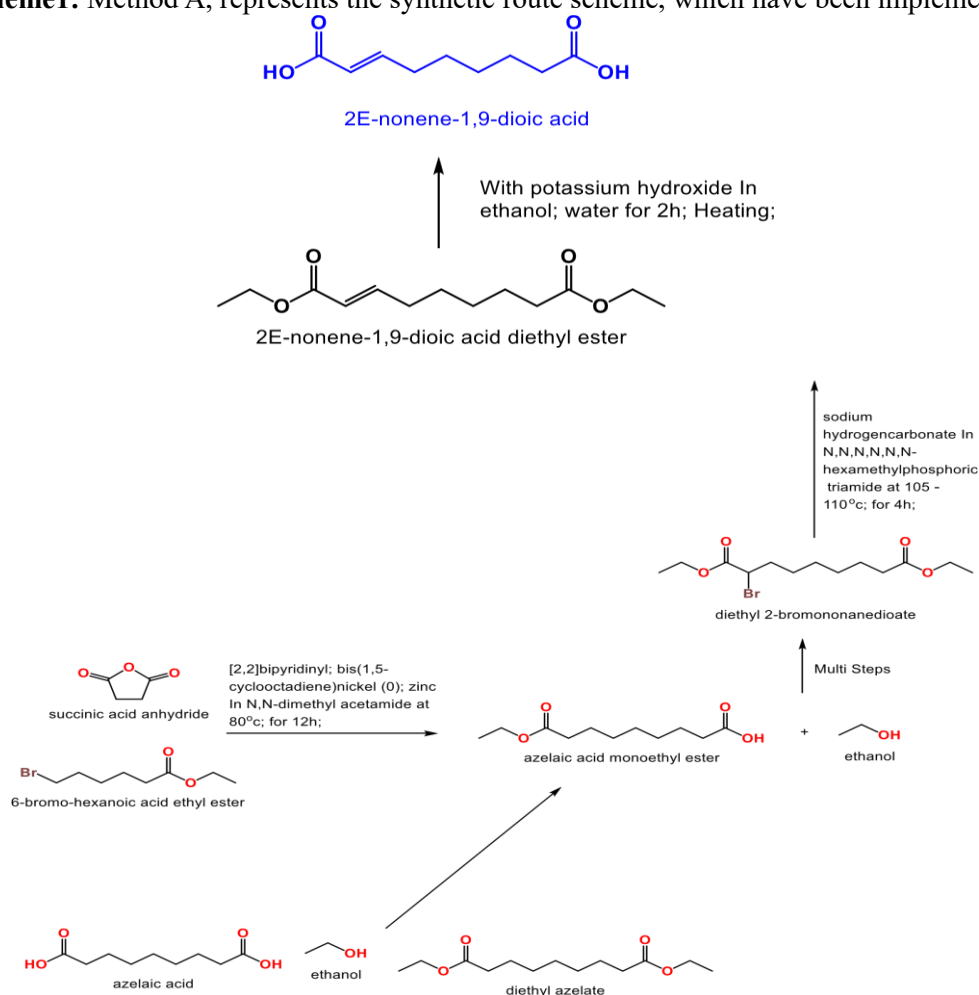 eme1. Method A, represents the synthetic route scheme, which have been implemen
O
O
HO
OH
2E-nonene-1,9-dioic acid
With potassium hydroxide In
ethanol; water for 2h; Heating;
O
O
O
O
2E-nonene-1,9-dioic acid diethyl ester
sodium
hydrogencarbonate In
N,N,N,N,N,N-
hexamethylphosphoric
triamide at 105 -
110°c; for 4h;
O
O
O
O
Br
diethyl 2-bromononanedioate
Multi Steps
O
O
O
succinic acid anhydride
[2,2]bipyridinyl; bis(1,5-
cyclooctadiene)nickel (0); zinc
In N,N-dimethyl acetamide at
80°c; for 12h;
Br
O
O
6-bromo-hexanoic acid ethyl ester
O
O
O
OH
azelaic acid monoethyl ester
+
OH
ethanol
O
O
HO
OH
azelaic acid
OH
ethanol
O
O
O
O
diethyl azelate